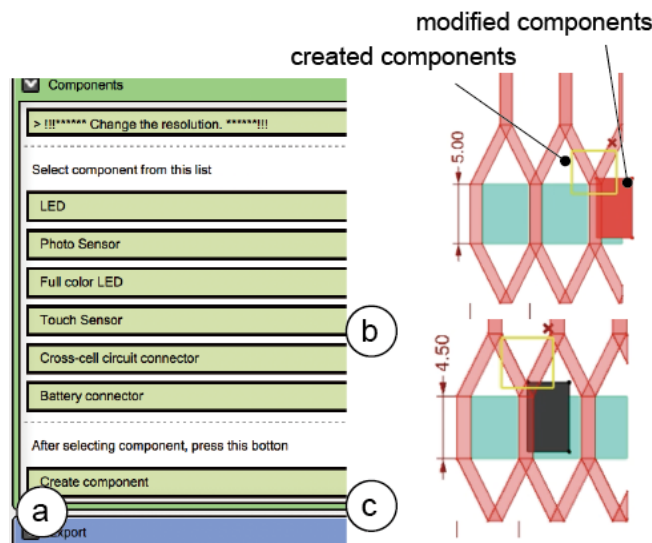 modified components
created components
Components
> !!!****** Change the resolution. ******!!!
Select component from this list
LED
Photo Sensor
Full color LED
Touch Sensor
Cross-cell circuit connector
Battery connector
After selecting component, press this botton
Create component
a
Export
b
c
5.00
4.50